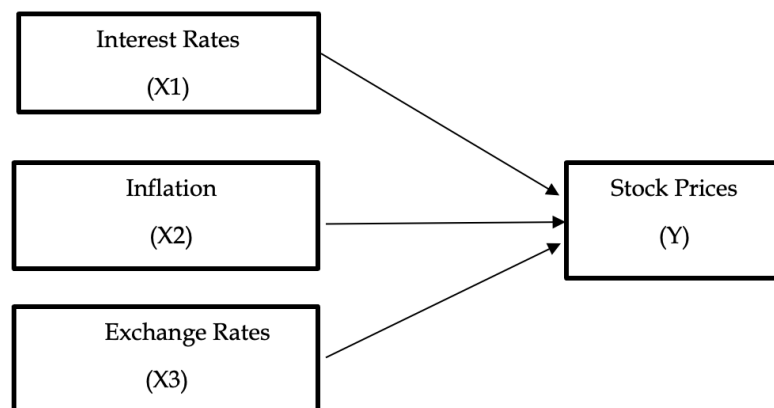 Interest Rates
(X1)
Inflation
(X2)
Stock Prices
(Y)
Exchange Rates
(X3)